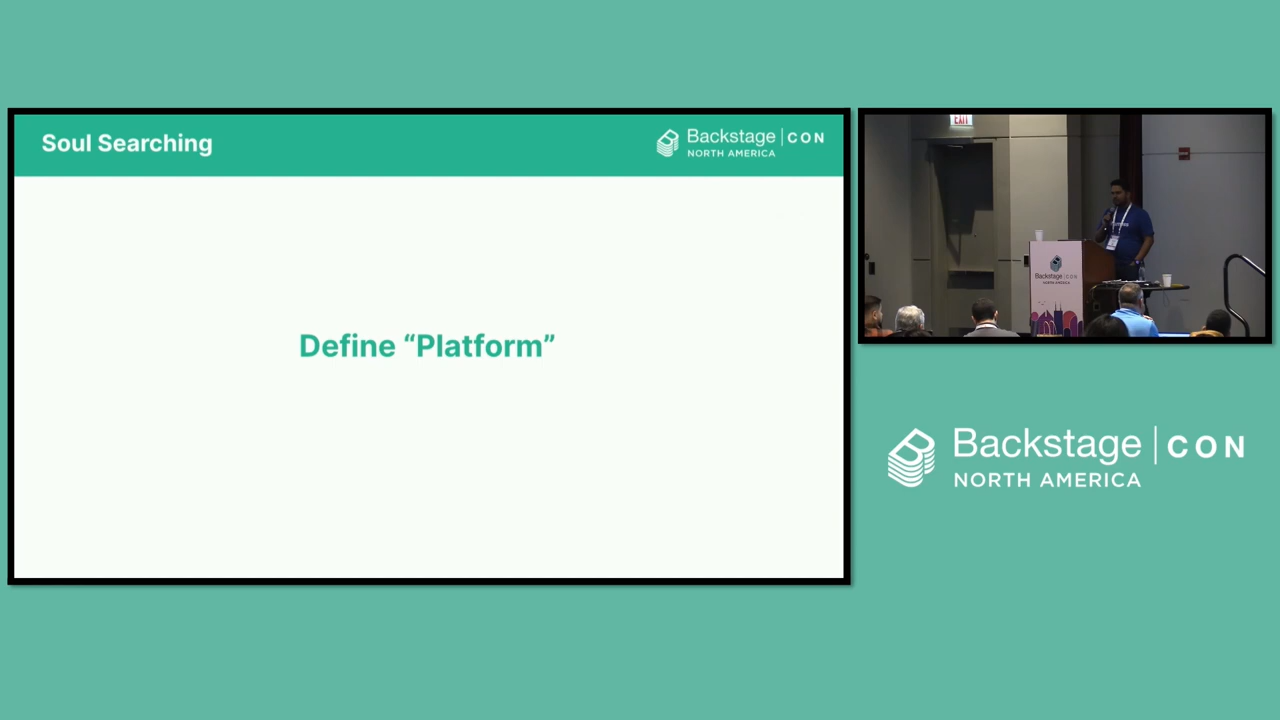 Soul Searching
Backstage | CON
NORTH AMERICA
Define “Platform”
EXIT
Backstage | CON
NORTH AMERICA
Backstage | CON
NORTH AMERICA